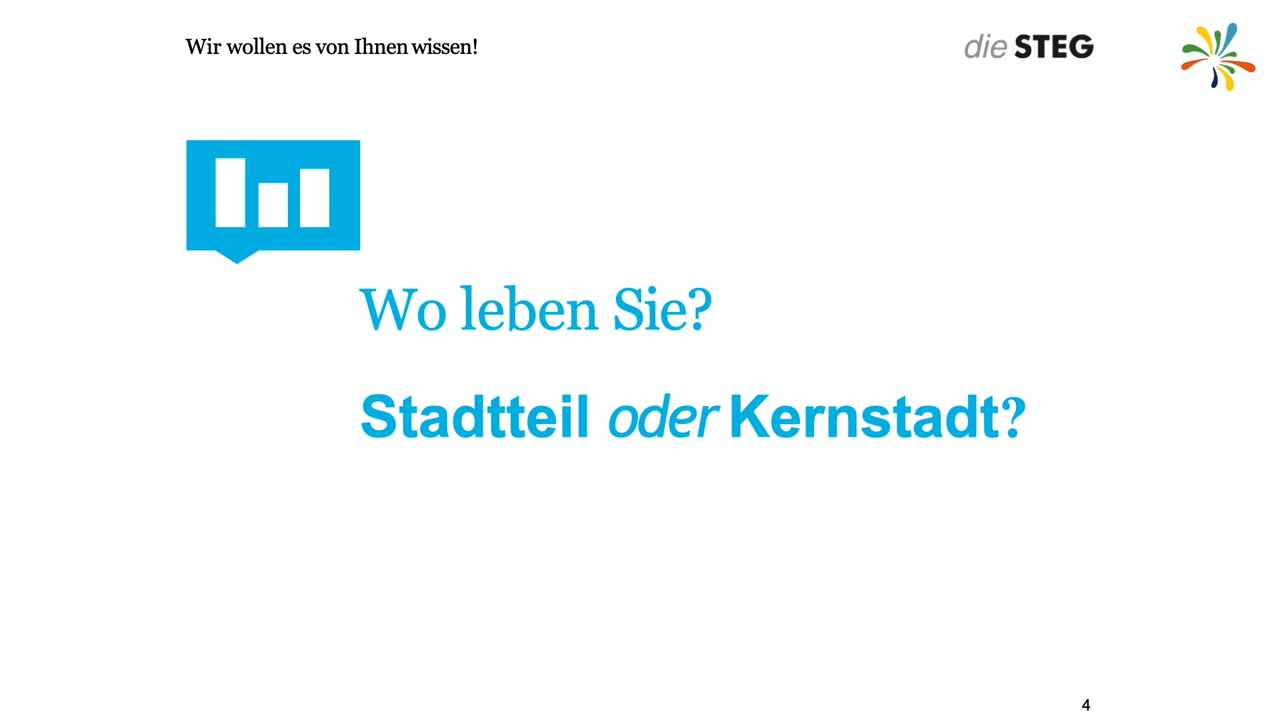 Wir wollen es von Ihnen wissen!
die STEG
Wo leben Sie?
Stadtteil oder Kernstadt?
4